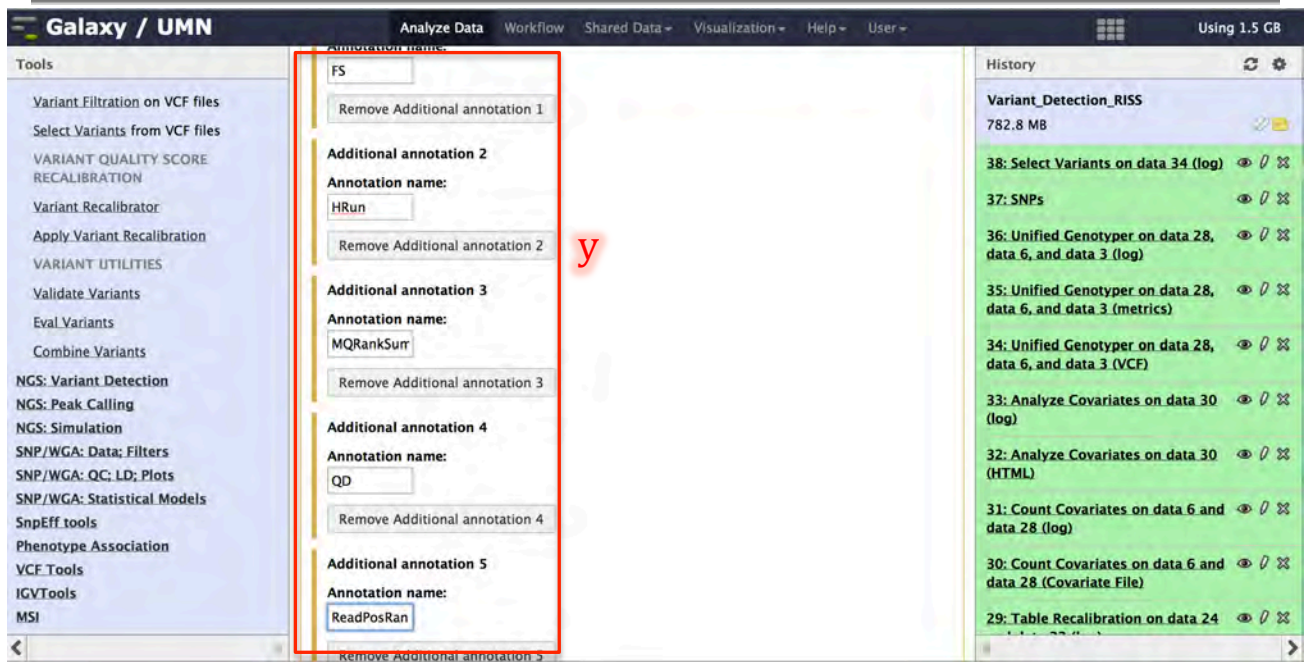 Galaxy / UMN
Analyze Data Workflow Shared Data Visualization Help User
Using 1.5 GB
Tools
Variant Filtration on VCF files
Select Variants from VCF files
VARIANT QUALITY SCORE
RECALIBRATION
Variant Recalibrator
Apply Variant Recalibration
VARIANT UTILITIES
Validate Variants
Eval Variants
Combine Variants
NGS: Variant Detection
NGS: Peak Calling
NGS: Simulation
SNP/WGA: Data; Filters
SNP/WGA: QC; LD; Plots
SNP/WGA: Statistical Models
SnpEff tools
Phenotype Association
VCF Tools
IGVTools
MSI
Annotation name:
FS
Remove Additional annotation 1
Additional annotation 2
Annotation name:
HRun
Remove Additional annotation 2
y
Additional annotation 3
Annotation name:
MQRankSum
Remove Additional annotation 3
Additional annotation 4
Annotation name:
QD
Remove Additional annotation 4
Additional annotation 5
Annotation name:
ReadPosRan
Remove Additional annotation 5
History
Variant_Detection_RISS
782.8 MB
38: Select Variants on data 34 (log)
37: SNPs
36: Unified Genotyper on data 28,
data 6, and data 3 (log)
35: Unified Genotyper on data 28,
data 6, and data 3 (metrics)
34: Unified Genotyper on data 28,
data 6, and data 3 (VCF)
33: Analyze Covariates on data 30
(log)
32: Analyze Covariates on data 30
(HTML)
31: Count Covariates on data 6 and
data 28 (log)
30: Count Covariates on data 6 and
data 28 (Covariate File)
29: Table Recalibration on data 24